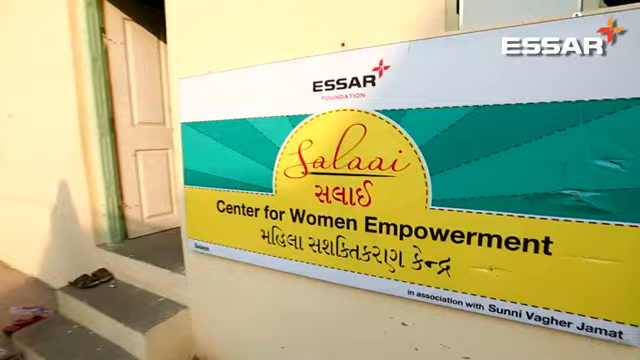 ESSAR
ESSAR
FOUNDATION
Salaai
સલાઈ
Center for Women Empowerment
મહિલા સશક્તિકરણ કેન્દ્ર
in association with Sunni Vagher Jamat